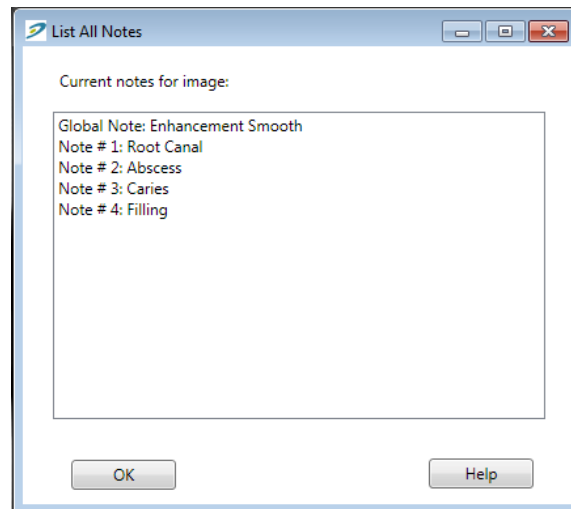 List All Notes
Current notes for image:
Global Note: Enhancement Smooth
Note # 1: Root Canal
Note # 2: Abscess
Note # 3: Caries
Note # 4: Filling
OK
Help